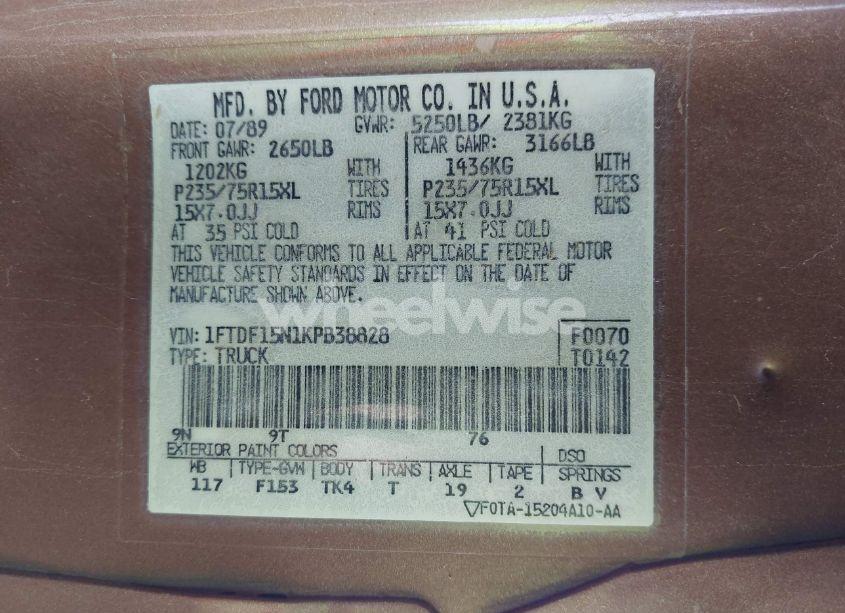 MFD. BY FORD MOTOR CO. IN U.S.A.
DATE: 07/89 GVWR: 5250LB/ 2381KG
FRONT GAWR: 2650LB REAR GAWR: 3166LB
1202KG WITH 1436KG WITH
P235/75R15XL TIRES P235/75R15XL TIRES
15X7.0JJ RIMS 15X7.0JJ RIMS
AT 35 PSI COLD AT 41 PSI COLD
THIS VEHICLE CONFORMS TO ALL APPLICABLE FEDERAL MOTOR
VEHICLE SAFETY STANDARDS IN EFFECT ON THE DATE OF
MANUFACTURE SHOWN ABOVE.
wheelwise
VIN: 1FTDF15N1KPB38828 F0070
TYPE: TRUCK T0142
9N 9T 76
EXTERIOR PAINT COLORS DSO
WB TYPE-GVW BODY TRANS AXLE TAPE SPRINGS
117 F153 TK4 T 19 2 B V
F0TA-15204A10-AA